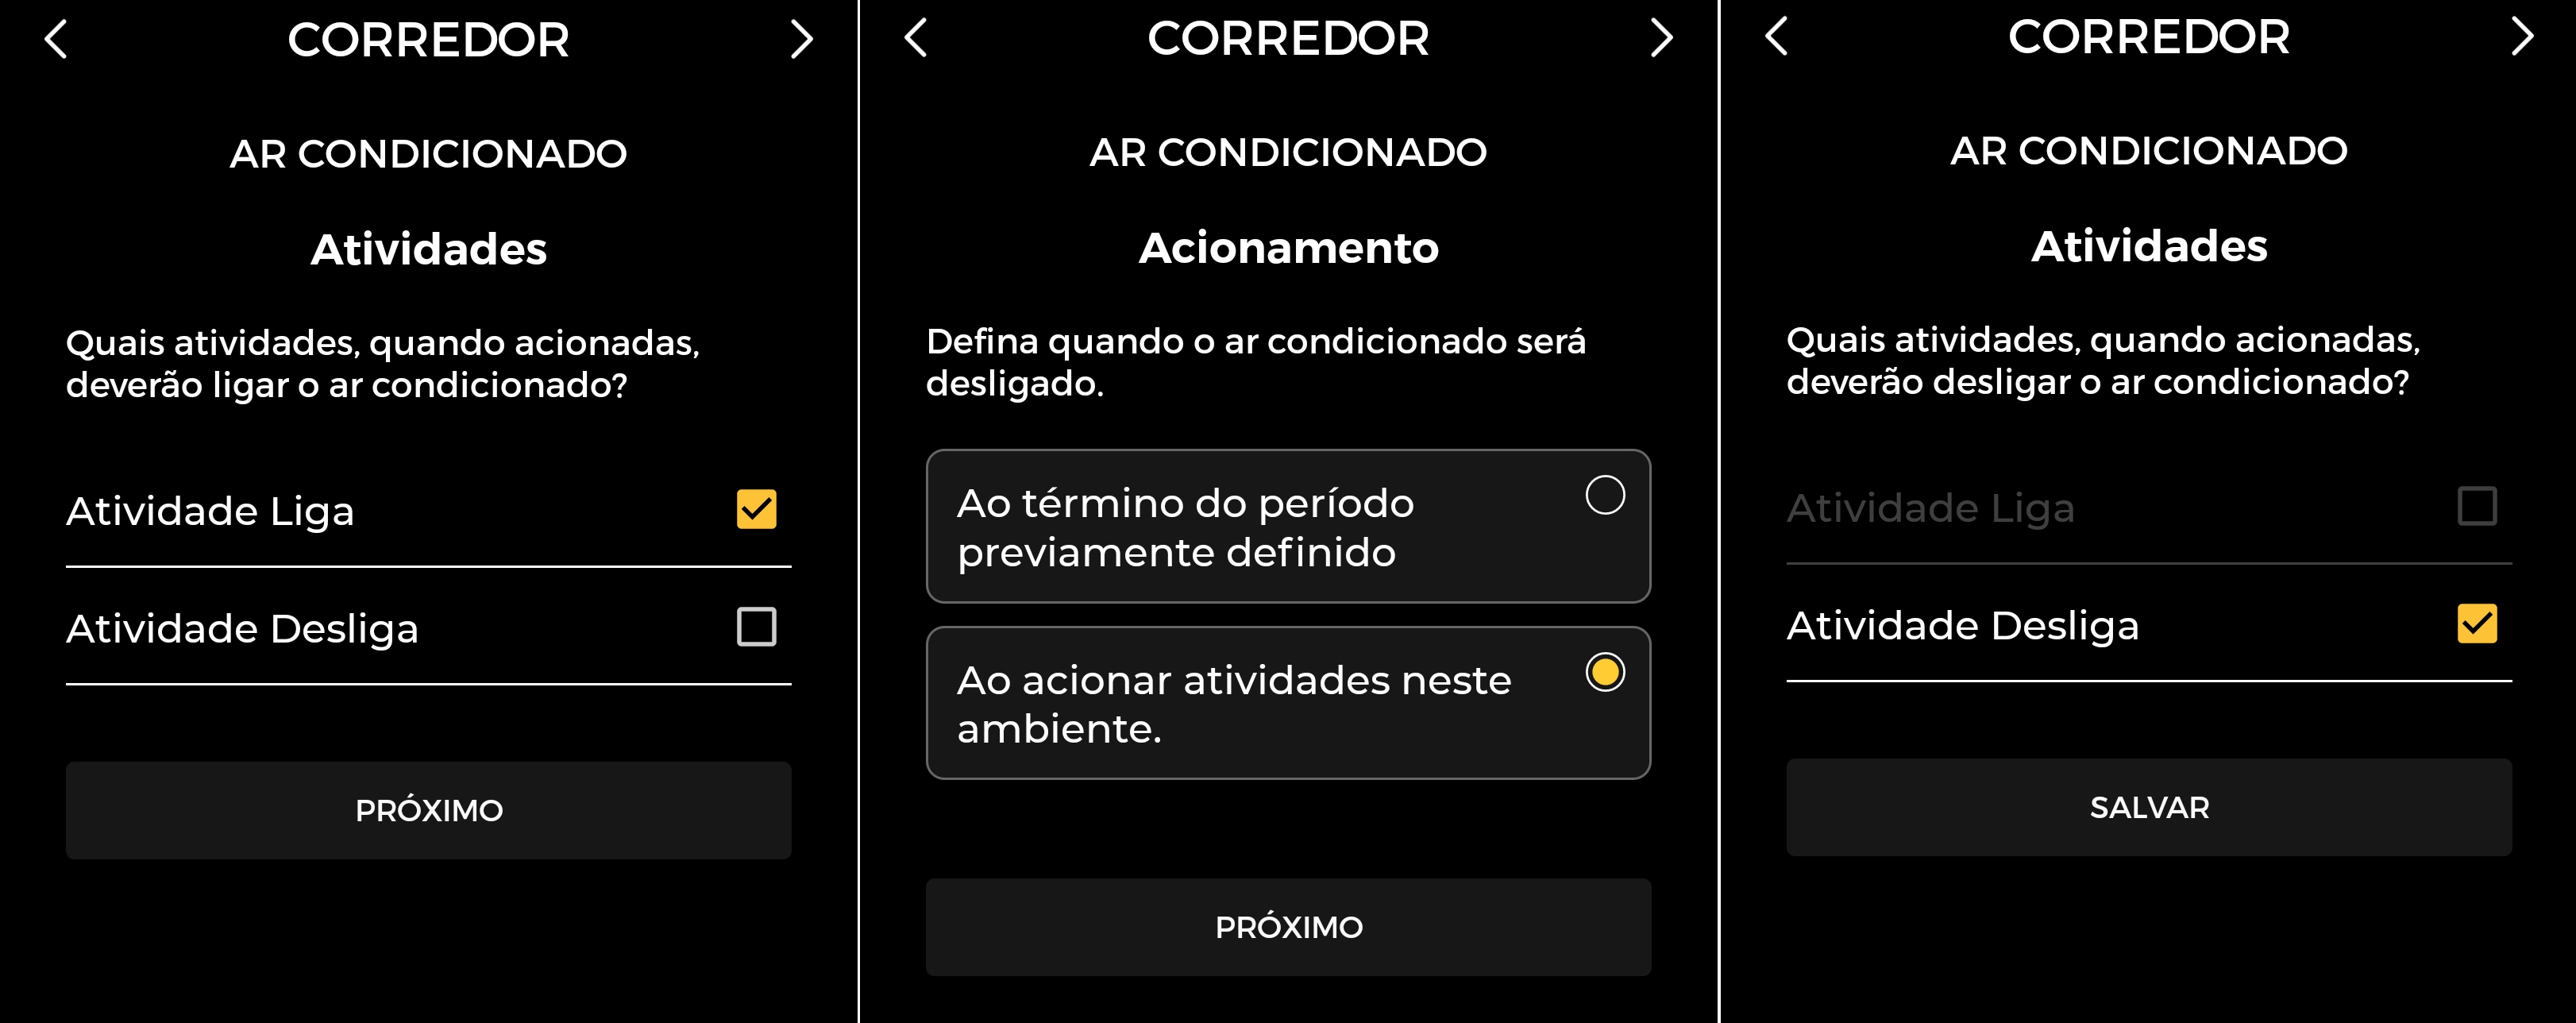 CORREDOR
AR CONDICIONADO
Atividades
Quais atividades, quando acionadas,
deverão ligar o ar condicionado?
Atividade Liga
Atividade Desliga
PRÓXIMO
CORREDOR
AR CONDICIONADO
Acionamento
Defina quando o ar condicionado será
desligado.
Ao término do período
previamente definido
Ao acionar atividades neste
ambiente.
PRÓXIMO
CORREDOR
AR CONDICIONADO
Atividades
Quais atividades, quando acionadas,
deverão desligar o ar condicionado?
Atividade Liga
Atividade Desliga
SALVAR